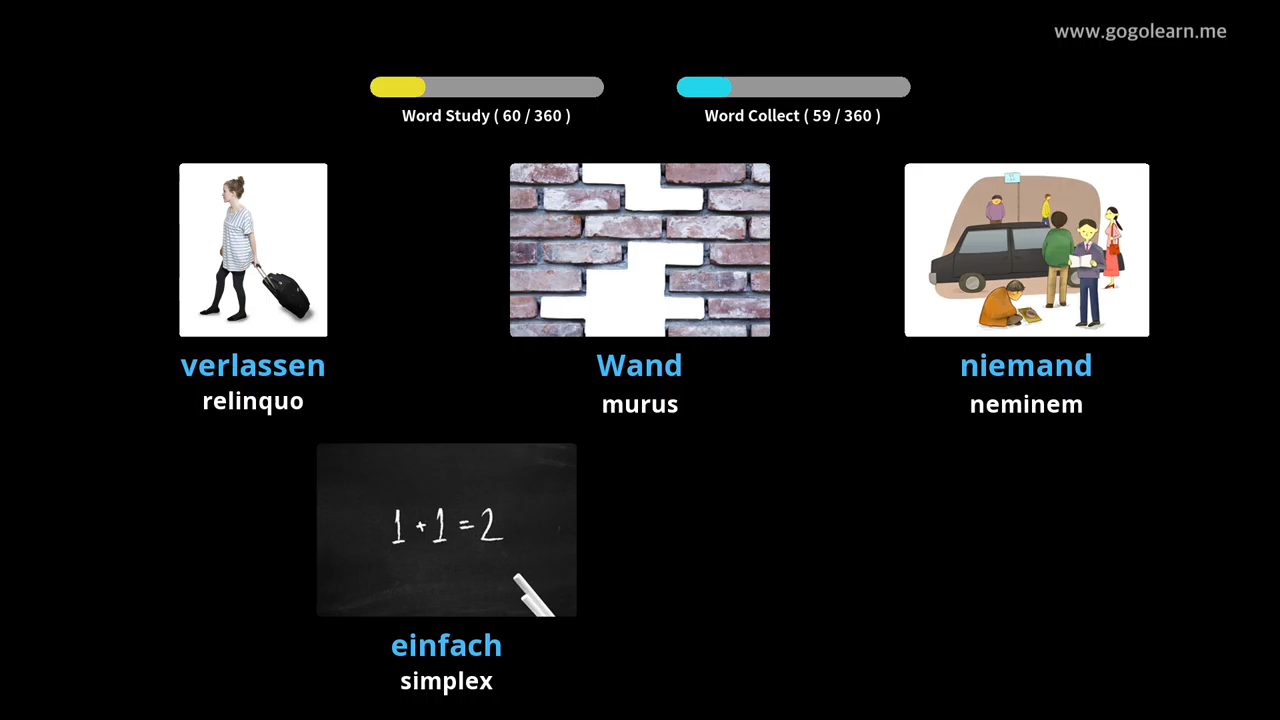 www.gogolearn.me
Word Study ( 60 / 360 )
Word Collect ( 59 / 360 )
verlassen
relinquo
Wand
murus
niemand
neminem
1 + 1 = 2
einfach
simplex